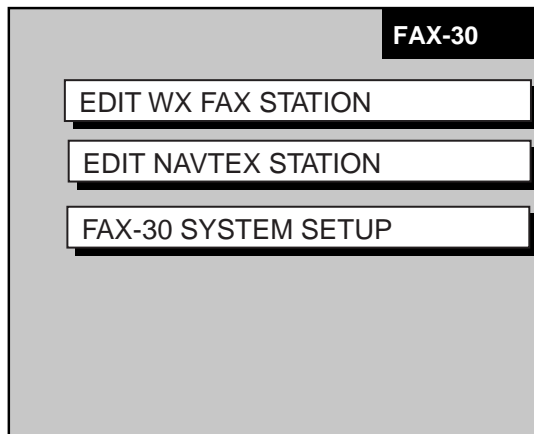 FAX-30
EDIT WX FAX STATION
EDIT NAVTEX STATION
FAX-30 SYSTEM SETUP